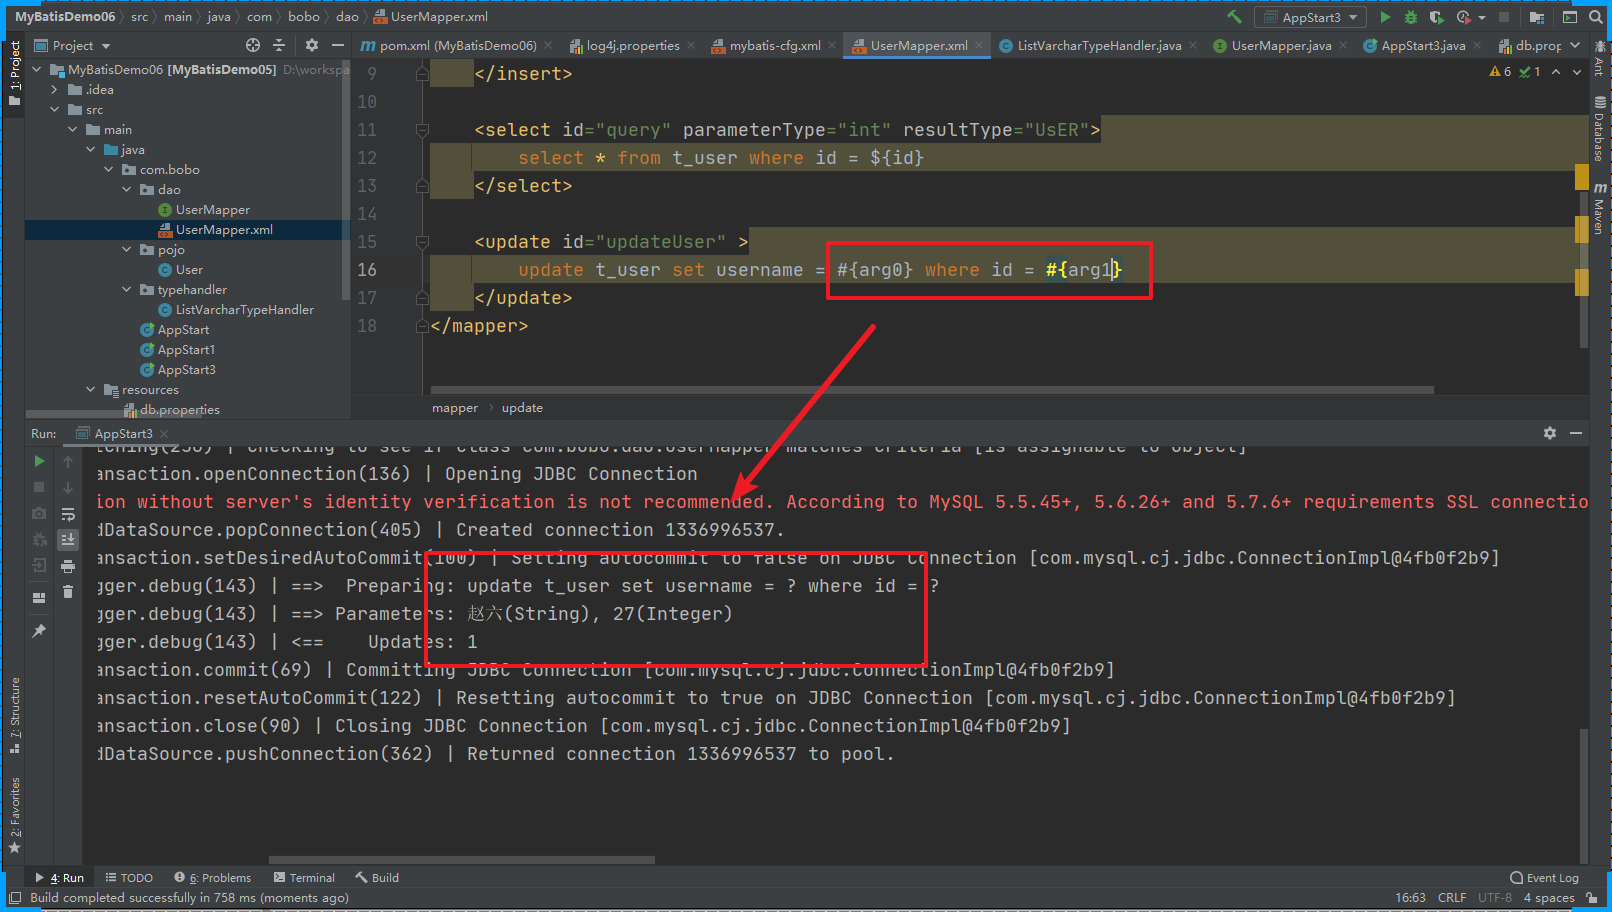 MyBatisDemo06 › src › main › java › com › bobo › dao › UserMapper.xml
AppStart3
1: Project
Project
MyBatisDemo06 [MyBatisDemo05] D:\workspa
.idea
src
main
java
com.bobo
dao
UserMapper
UserMapper.xml
pojo
User
typehandler
ListVarcharTypeHandler
AppStart
AppStart1
AppStart3
resources
db.properties
7: Structure
2: Favorites
pom.xml (MyBatisDemo06)
log4j.properties
mybatis-cfg.xml
UserMapper.xml
ListVarcharTypeHandler.java
UserMapper.java
AppStart3.java
db.prop
6 1
9 </insert>
10
11 <select id="query" parameterType="int" resultType="UsER">
12 select * from t_user where id = ${id}
13 </select>
14
15 <update id="updateUser" >
16 update t_user set username = #{arg0} where id = #{arg1}
17 </update>
18 </mapper>
mapper › update
Ant
Database
Maven
Run: AppStart3
tching(256) | Checking to see if class com.bobo.dao.UserMapper matches criteria [is assignable to Object]
ansaction.openConnection(136) | Opening JDBC Connection
ion without server's identity verification is not recommended. According to MySQL 5.5.45+, 5.6.26+ and 5.7.6+ requirements SSL connectio
dDataSource.popConnection(405) | Created connection 1336996537.
ansaction.setDesiredAutoCommit(100) | Setting autocommit to false on JDBC Connection [com.mysql.cj.jdbc.ConnectionImpl@4fb0f2b9]
gger.debug(143) | ==>  Preparing: update t_user set username = ? where id = ?
gger.debug(143) | ==> Parameters: 赵六(String), 27(Integer)
gger.debug(143) | <==    Updates: 1
ansaction.commit(69) | Committing JDBC Connection [com.mysql.cj.jdbc.ConnectionImpl@4fb0f2b9]
ansaction.resetAutoCommit(122) | Resetting autocommit to true on JDBC Connection [com.mysql.cj.jdbc.ConnectionImpl@4fb0f2b9]
ansaction.close(90) | Closing JDBC Connection [com.mysql.cj.jdbc.ConnectionImpl@4fb0f2b9]
dDataSource.pushConnection(362) | Returned connection 1336996537 to pool.
4: Run TODO 6: Problems Terminal Build Event Log
Build completed successfully in 758 ms (moments ago) 16:63 CRLF UTF-8 4 spaces